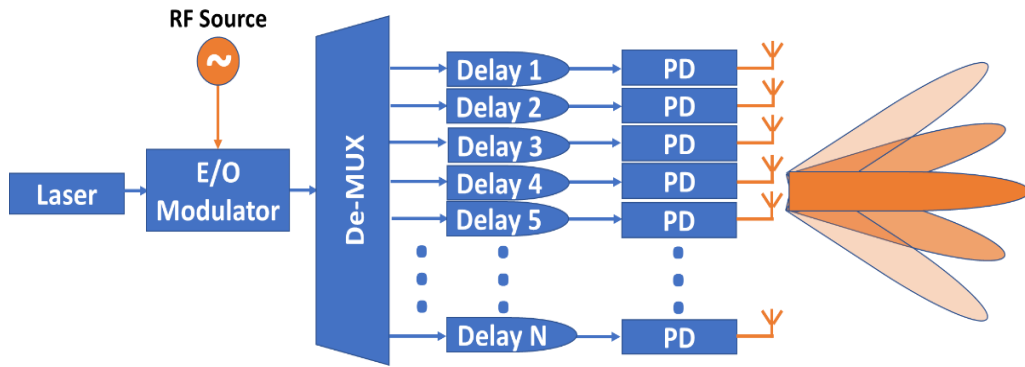 RF Source
~
Laser
E/O
Modulator
De-MUX
Delay 1
PD
Delay 2
PD
Delay 3
PD
Delay 4
PD
Delay 5
PD
Delay N
PD